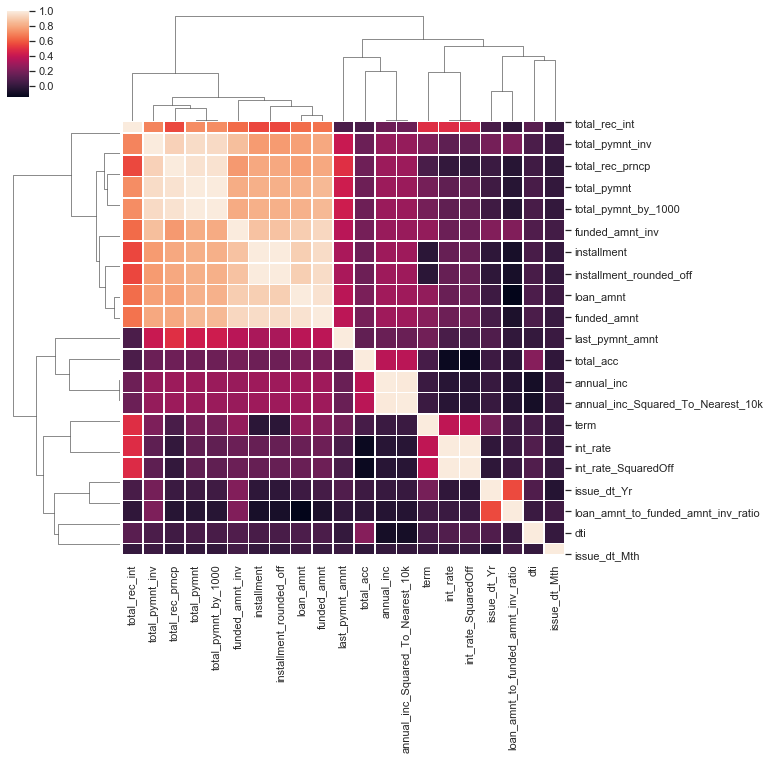 1.0
0.8
0.6
0.4
0.2
0.0
total_rec_int
total_pymnt_inv
total_rec_prncp
total_pymnt
total_pymnt_by_1000
funded_amnt_inv
installment
installment_rounded_off
loan_amnt
funded_amnt
last_pymnt_amnt
total_acc
annual_inc
annual_inc_Squared_To_Nearest_10k
term
int_rate
int_rate_SquaredOff
issue_dt_Yr
loan_amnt_to_funded_amnt_inv_ratio
dti
issue_dt_Mth
total_rec_int
total_pymnt_inv
total_rec_prncp
total_pymnt
total_pymnt_by_1000
funded_amnt_inv
installment
installment_rounded_off
loan_amnt
funded_amnt
last_pymnt_amnt
total_acc
annual_inc
annual_inc_Squared_To_Nearest_10k
term
int_rate
int_rate_SquaredOff
issue_dt_Yr
loan_amnt_to_funded_amnt_inv_ratio
dti
issue_dt_Mth